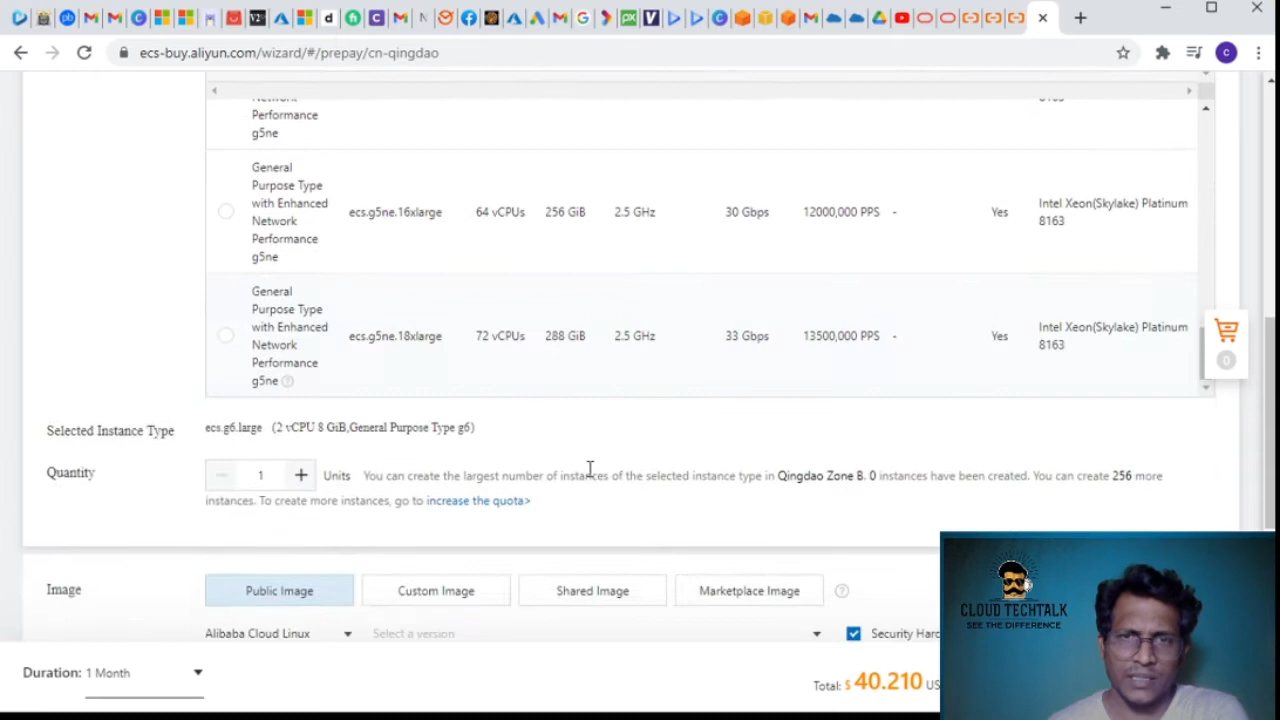 ecs-buy.aliyun.com/wizard/#/prepay/cn-qingdao
Performance
g5ne
General
Purpose Type
with Enhanced
Network
Performance
g5ne
ecs.g5ne.16xlarge 64 vCPUs 256 GiB 2.5 GHz 30 Gbps 12000,000 PPS - Yes
Intel Xeon(Skylake) Platinum
8163
General
Purpose Type
with Enhanced
Network
Performance
g5ne
ecs.g5ne.18xlarge 72 vCPUs 288 GiB 2.5 GHz 33 Gbps 13500,000 PPS - Yes
Intel Xeon(Skylake) Platinum
8163
0
Selected Instance Type ecs.g6.large (2 vCPU 8 GiB,General Purpose Type g6)
Quantity 1 Units You can create the largest number of instances of the selected instance type in Qingdao Zone B. 0 instances have been created. You can create 256 more
instances. To create more instances, go to increase the quota>
Image Public Image Custom Image Shared Image Marketplace Image
Alibaba Cloud Linux Select a version Security Hard
Duration: 1 Month
Total: $ 40.210 US
CLOUD TECHTALK
SEE THE DIFFERENCE